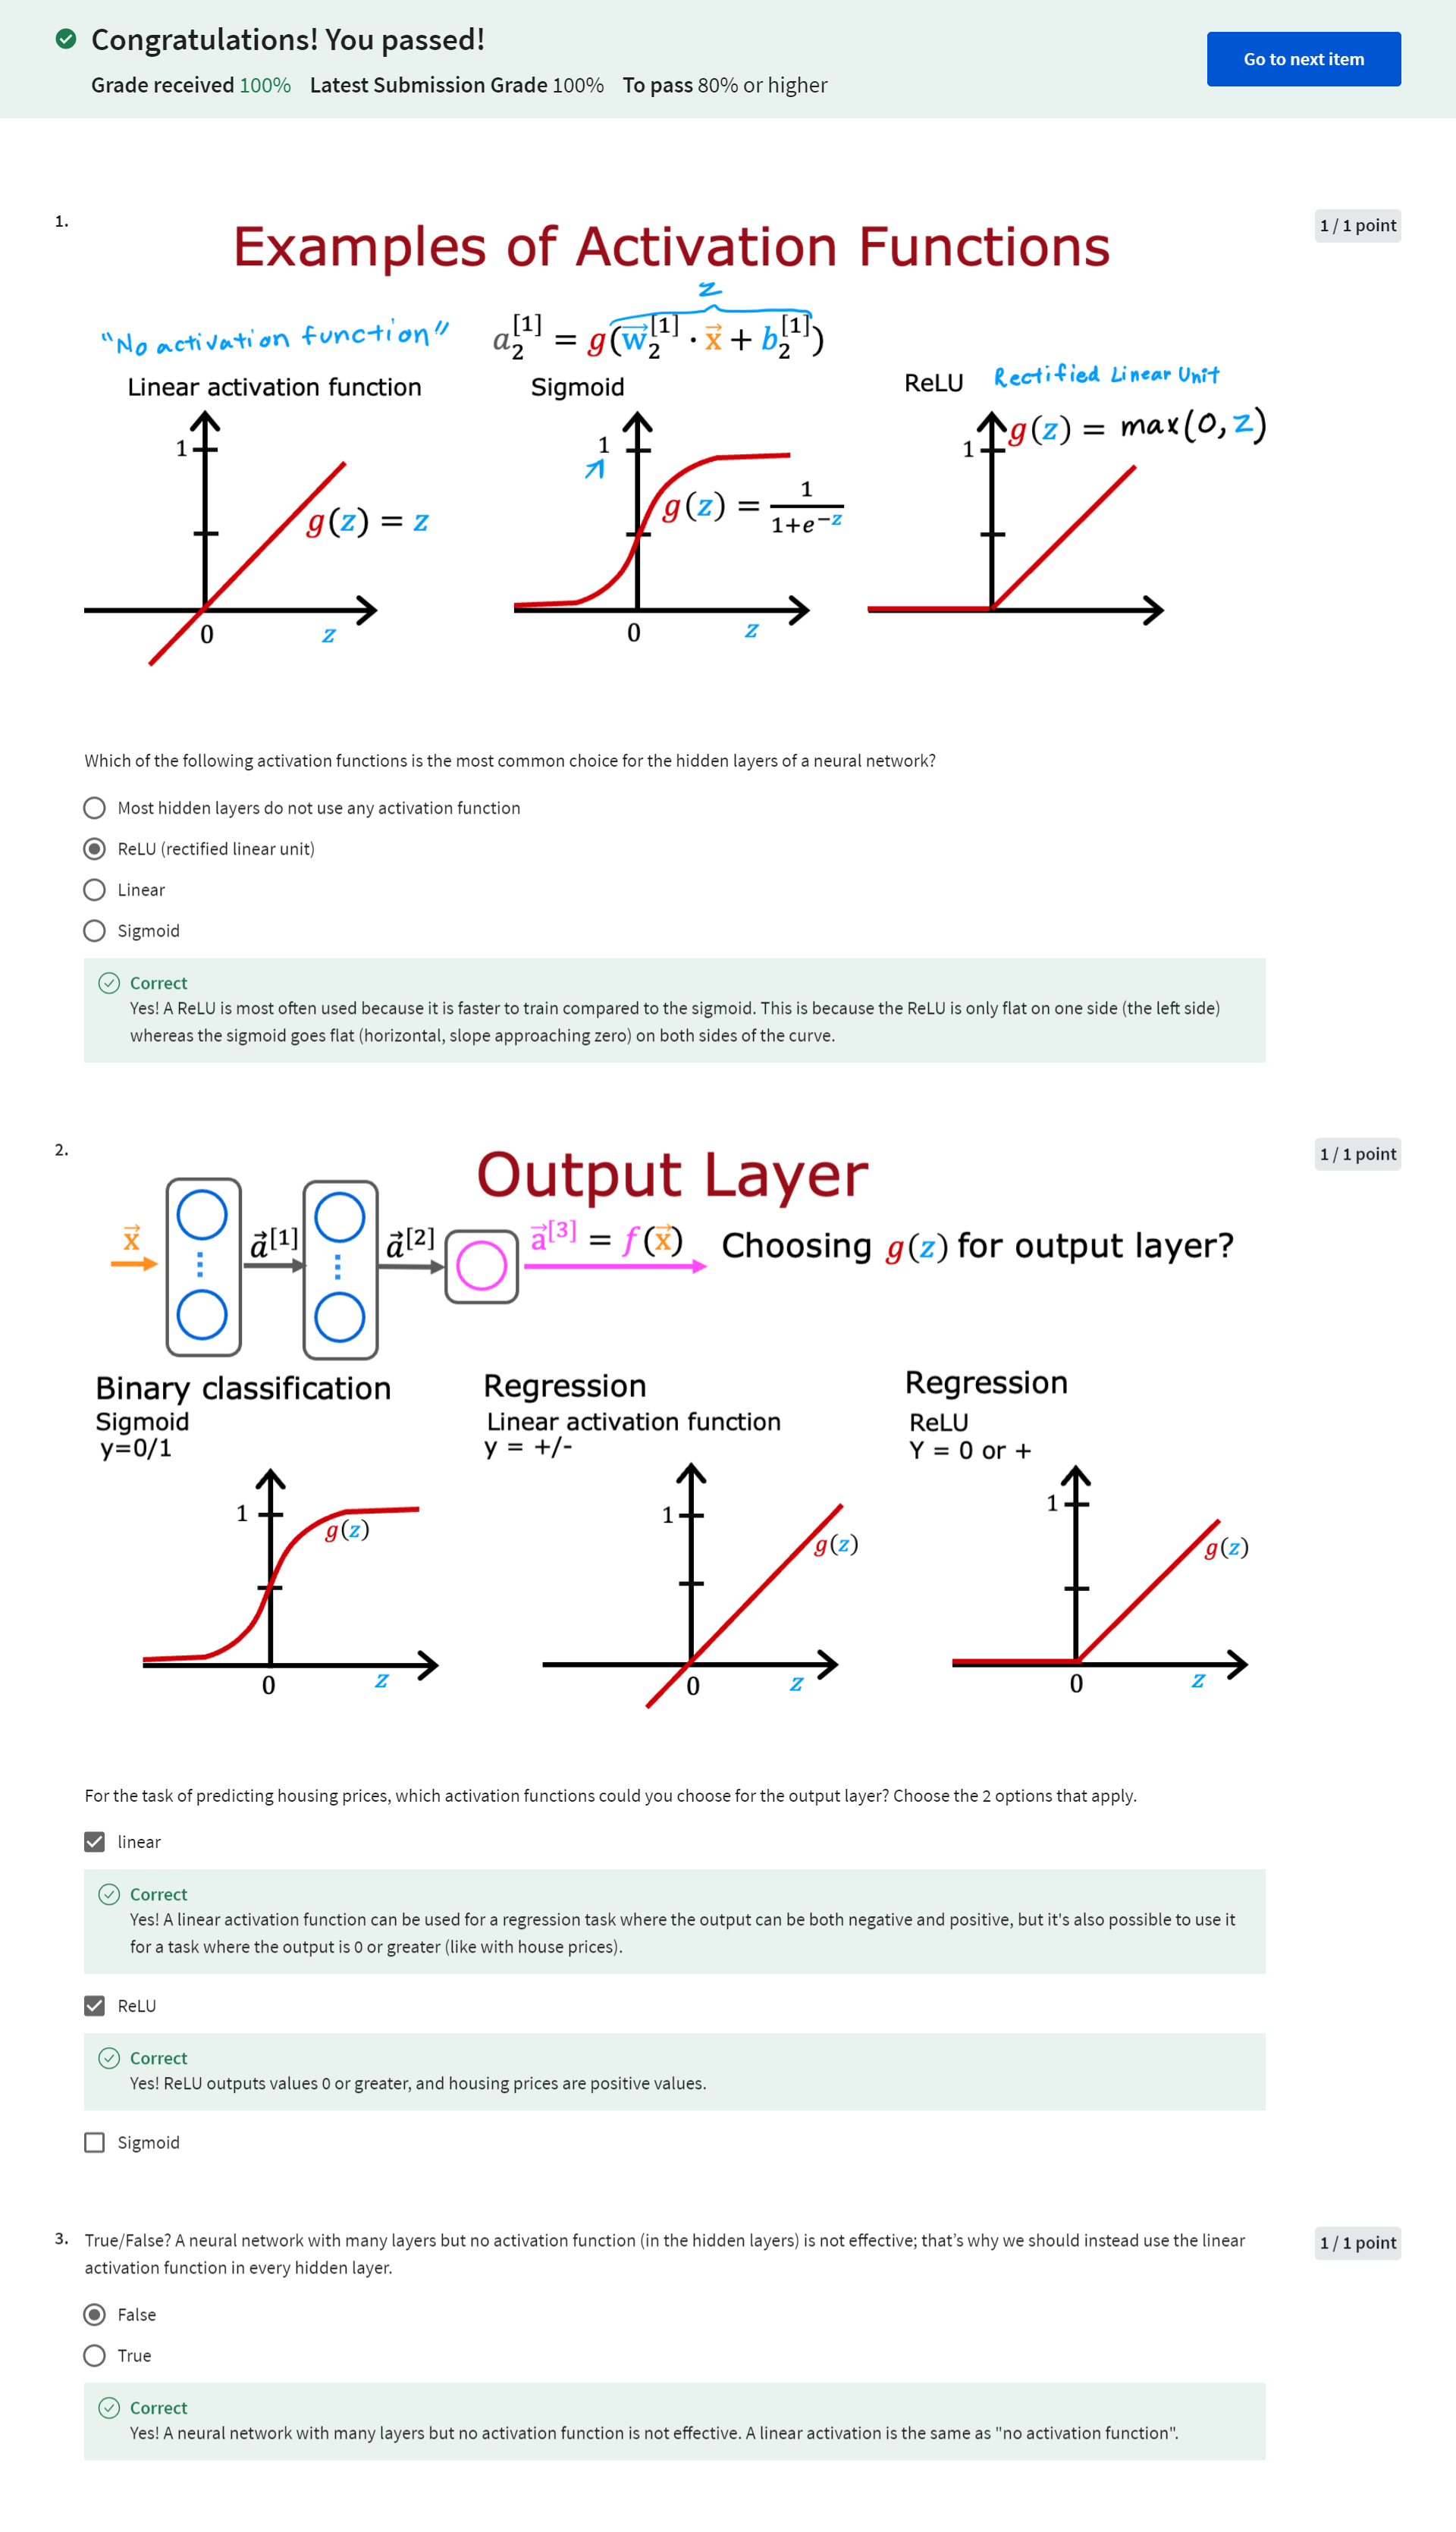 Congratulations! You passed!
Go to next item
Grade received 100% Latest Submission Grade 100% To pass 80% or higher
1.
1 / 1 point
Examples of Activation Functions
z
"No activation function"
a₂^[1] = g(w⃗₂^[1] · x⃗ + b₂^[1])
Linear activation function
Sigmoid
ReLU Rectified Linear Unit
1
g(z) = z
0
z
1
g(z) = 1/(1+e^−z)
0
z
1
g(z) = max(0, z)
Which of the following activation functions is the most common choice for the hidden layers of a neural network?
Most hidden layers do not use any activation function
ReLU (rectified linear unit)
Linear
Sigmoid
Correct
Yes! A ReLU is most often used because it is faster to train compared to the sigmoid. This is because the ReLU is only flat on one side (the left side)
whereas the sigmoid goes flat (horizontal, slope approaching zero) on both sides of the curve.
2.
1 / 1 point
Output Layer
x⃗
a⃗^[1]
a⃗^[2]
a⃗^[3] = f(x⃗)
Choosing g(z) for output layer?
Binary classification
Sigmoid
y=0/1
1
g(z)
0
z
Regression
Linear activation function
y = +/-
1
g(z)
0
z
Regression
ReLU
Y = 0 or +
1
g(z)
0
z
For the task of predicting housing prices, which activation functions could you choose for the output layer? Choose the 2 options that apply.
linear
Correct
Yes! A linear activation function can be used for a regression task where the output can be both negative and positive, but it's also possible to use it
for a task where the output is 0 or greater (like with house prices).
ReLU
Correct
Yes! ReLU outputs values 0 or greater, and housing prices are positive values.
Sigmoid
3.
True/False? A neural network with many layers but no activation function (in the hidden layers) is not effective; that’s why we should instead use the linear
activation function in every hidden layer.
1 / 1 point
False
True
Correct
Yes! A neural network with many layers but no activation function is not effective. A linear activation is the same as "no activation function".